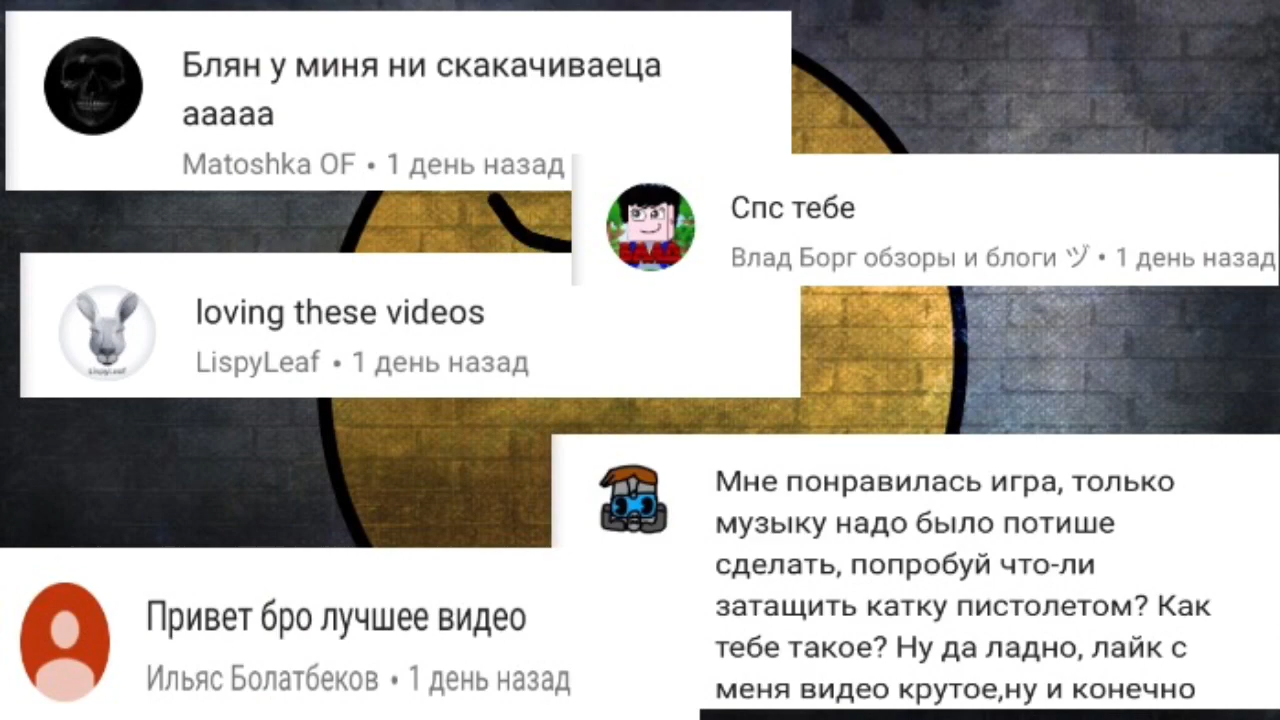 Блян у миня ни скакачиваеца
ааааа
Matoshka OF • 1 день назад
Спс тебе
Влад Борг обзоры и блоги ヅ • 1 день назад
loving these videos
LispyLeaf • 1 день назад
Мне понравилась игра, только
музыку надо было потише
сделать, попробуй что-ли
затащить катку пистолетом? Как
тебе такое? Ну да ладно, лайк с
меня видео крутое,ну и конечно
Привет бро лучшее видео
Ильяс Болатбеков • 1 день назад